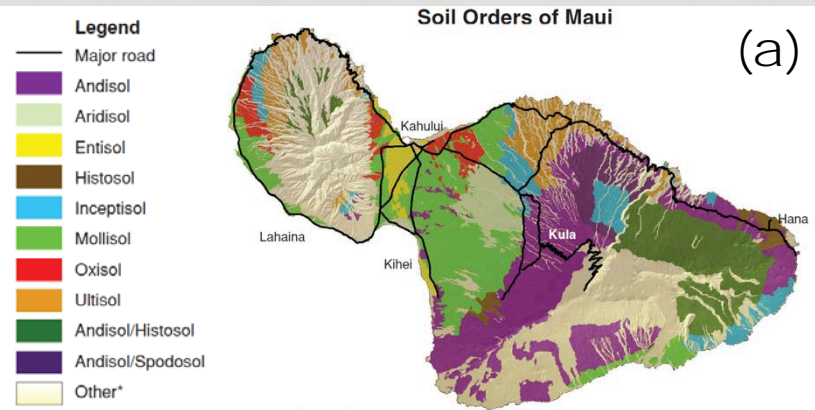 Soil Orders of Maui
(a)
Legend
Major road
Andisol
Aridisol
Entisol
Histosol
Inceptisol
Mollisol
Oxisol
Ultisol
Andisol/Histosol
Andisol/Spodosol
Other*
Kahului
Lahaina
Kihei
Kula
Hana